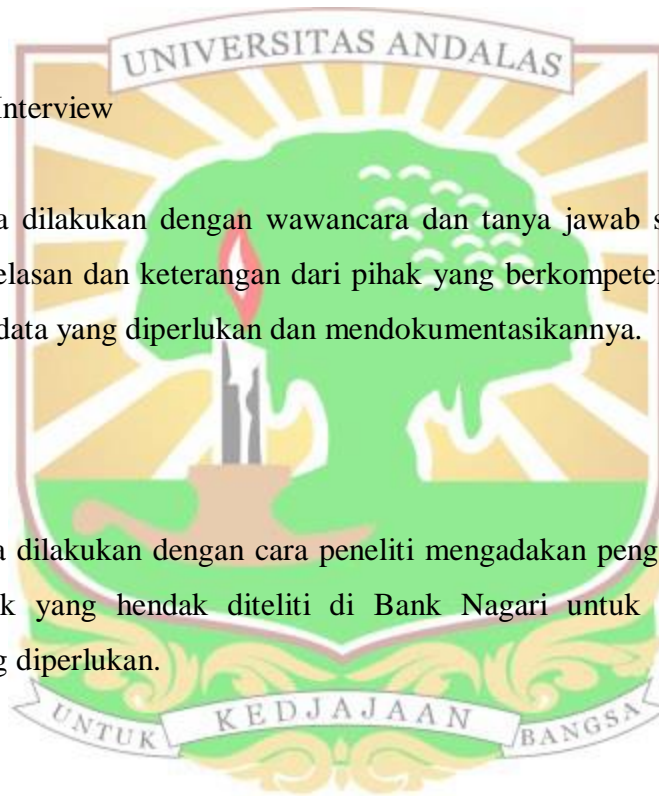 UNIVERSITAS ANDALAS
Interview
a dilakukan dengan wawancara dan tanya jawab s
elasan dan keterangan dari pihak yang berkompeten
data yang diperlukan dan mendokumentasikannya.
a dilakukan dengan cara peneliti mengadakan peng
k yang hendak diteliti di Bank Nagari untuk
g diperlukan.
UNTUK KEDJAJAAN BANGSA